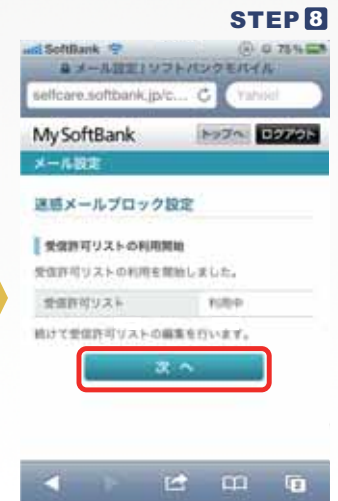 STEP 8
SoftBank 75%
メール設定 | ソフトバンクモバイル
selfcare.softbank.jp/c... Yahoo!
My SoftBank トップへ ログアウト
メール設定
迷惑メールブロック設定
受信許可リストの利用開始
受信許可リストの利用を開始しました。
受信許可リスト 利用中
続けて受信許可リストの編集を行います。
次へ